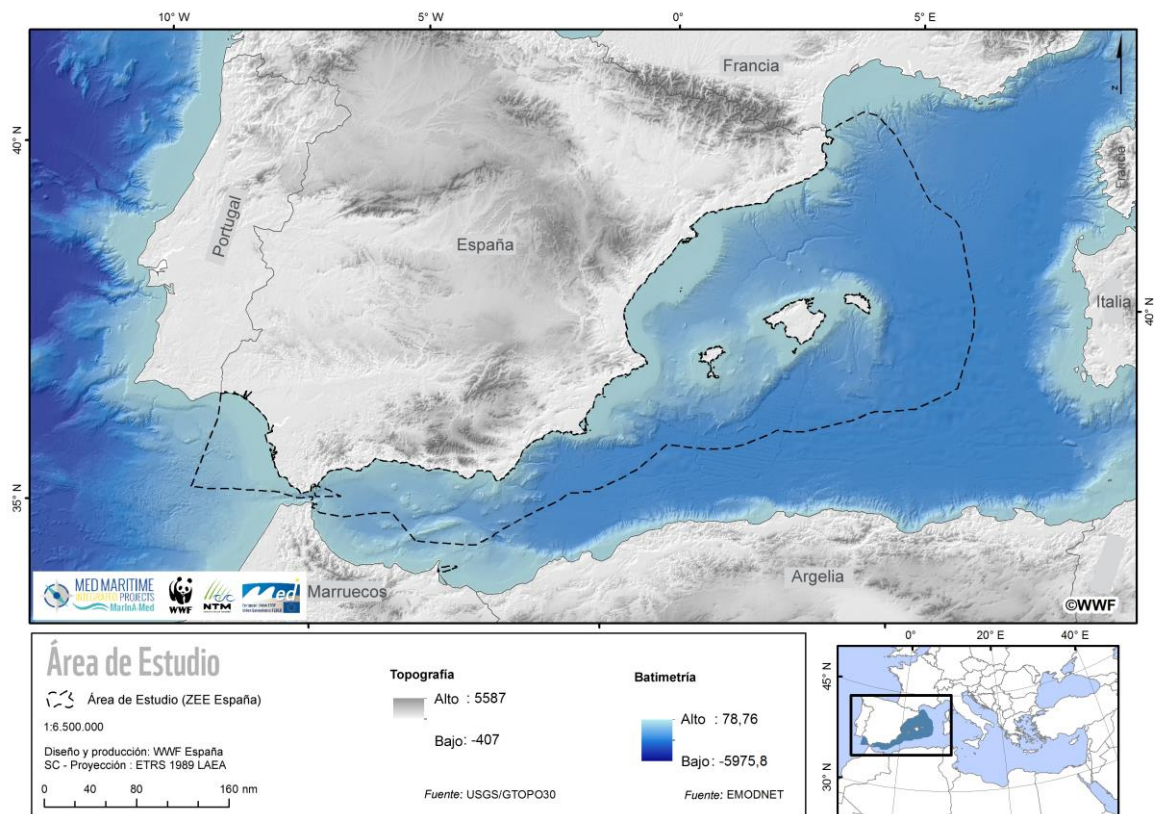 10° W 5° W 0° 5° E
Francia
N
40° N
Francia
Portugal
España
Italia
40° N
35° N
35° N
MED MARITIME
INTEGRATED PROJECTS
MarInA-Med
WWF
NTM
med
Marruecos
Argelia
©WWF
Área de Estudio
Área de Estudio (ZEE España)
1:6.500.000
Diseño y producción: WWF España
SC - Proyección : ETRS 1989 LAEA
0 40 80 160 nm
Topografía
Alto : 5587
Bajo: -407
Fuente: USGS/GTOPO30
Batimetría
Alto : 78,76
Bajo: -5975,8
Fuente: EMODNET
0° 20° E 40° E
45° N
30° N
30° N